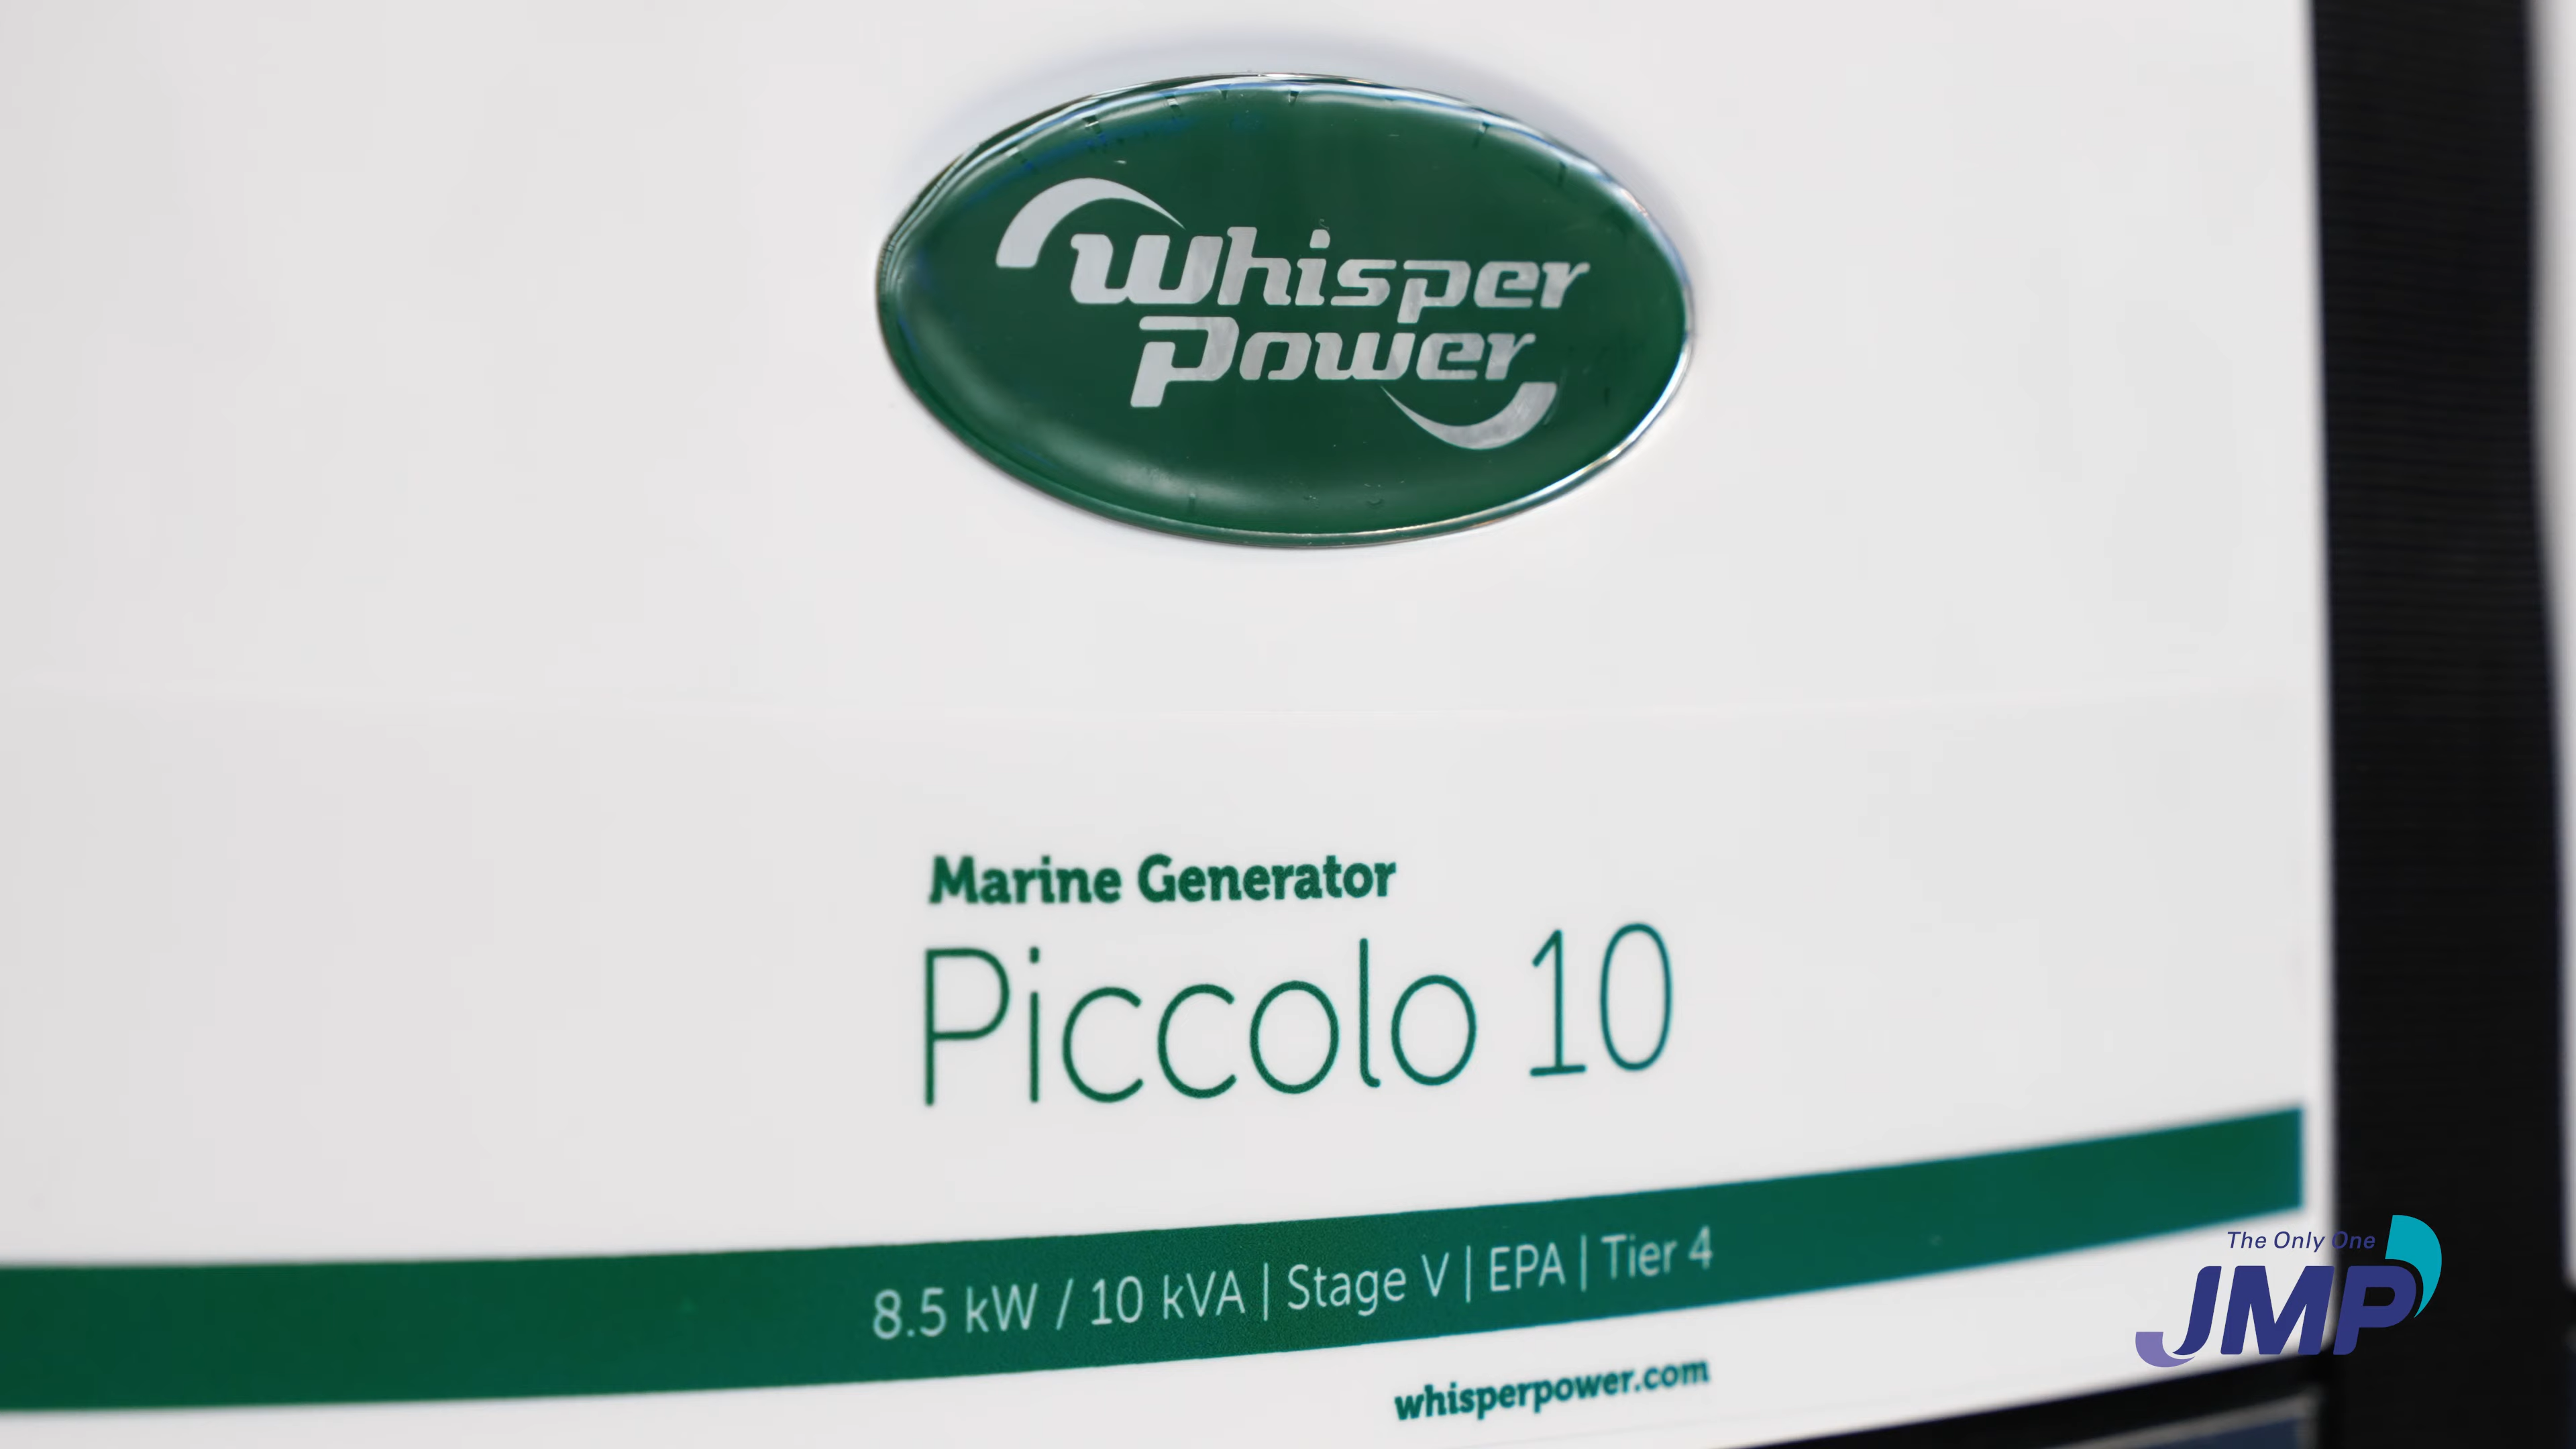 Whisper
Power
Marine Generator
Piccolo 10
8.5 kW / 10 kVA | Stage V | EPA | Tier 4
whisperpower.com
The Only One
JMP